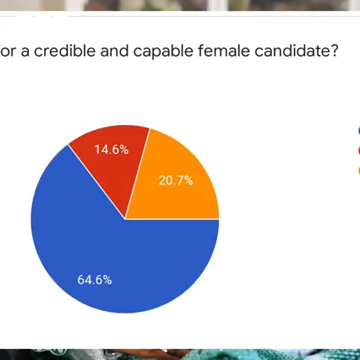 or a credible and capable female candidate?
14.6%
20.7%
64.6%